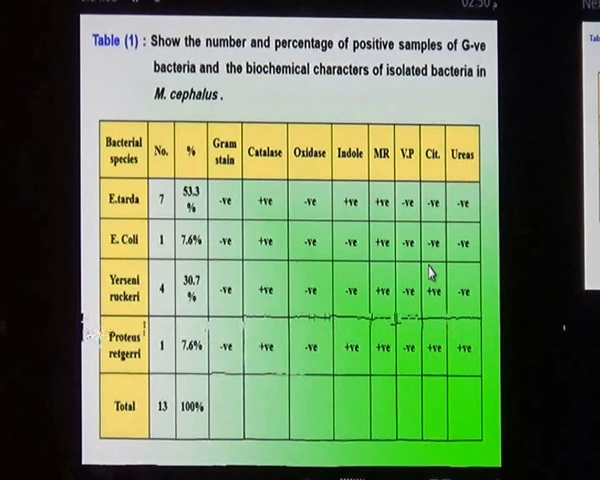 02:50
Table (1) : Show the number and percentage of positive samples of G-ve
bacteria and the biochemical characters of isolated bacteria in
M. cephalus .
Bacterial species No. % Gram stain Catalase Oxidase Indole MR V.P Cit. Ureas
E.tarda 7 53.3 % -ve +ve -ve +ve +ve -ve -ve -ve
E. Coli 1 7.6% -ve +ve -ve -ve +ve -ve -ve -ve
Yerseni ruckeri 4 30.7 % -ve +ve -ve -ve +ve -ve +ve -ve
Proteus retgerri 1 7.6% -ve +ve -ve +ve +ve -ve +ve +ve
Total 13 100%
Tab